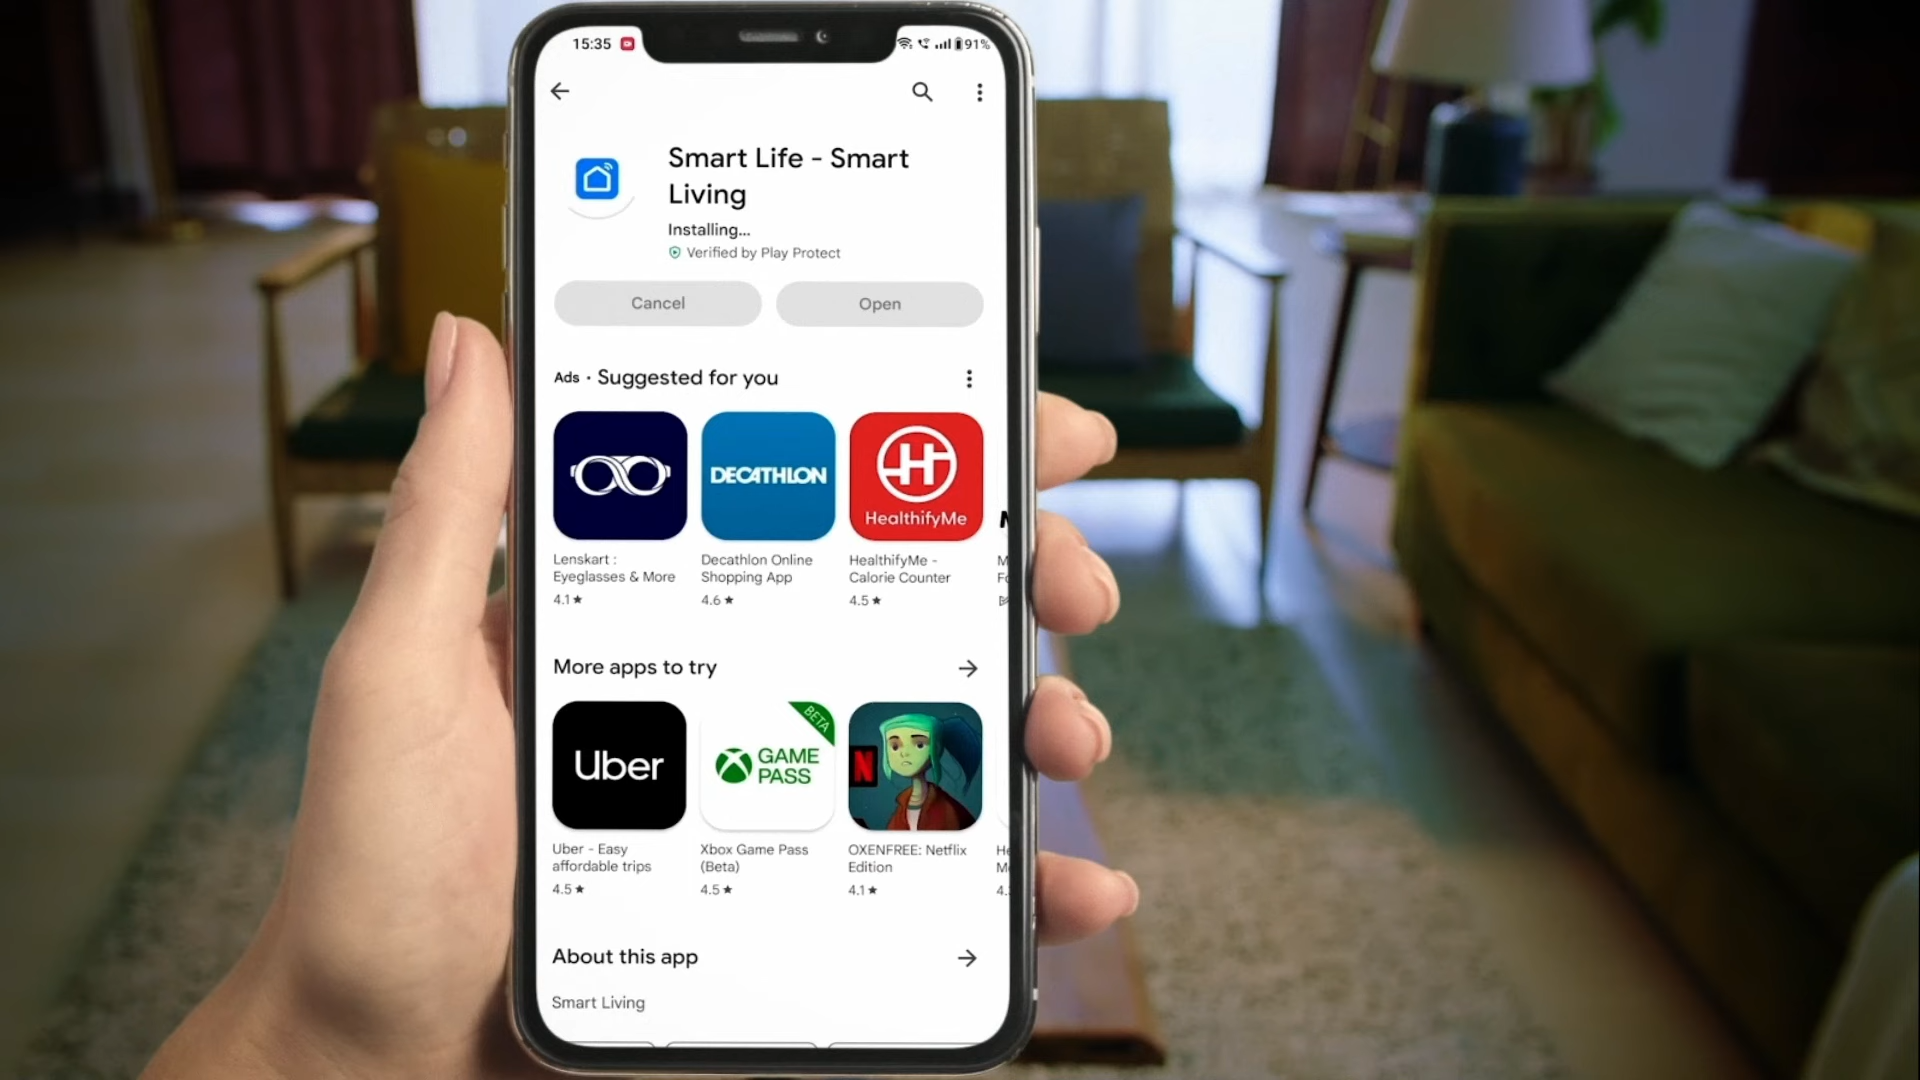 15:35
91%
Smart Life - Smart
Living
Installing...
Verified by Play Protect
Cancel
Open
Ads · Suggested for you
DECATHLON
HealthifyMe
Lenskart :
Eyeglasses & More
4.1★
Decathlon Online
Shopping App
4.6 ★
HealthifyMe -
Calorie Counter
4.5 ★
More apps to try
Uber
BETA
GAME
PASS
N
Uber - Easy
affordable trips
4.5 ★
Xbox Game Pass
(Beta)
4.5 ★
OXENFREE: Netflix
Edition
4.1 ★
About this app
Smart Living